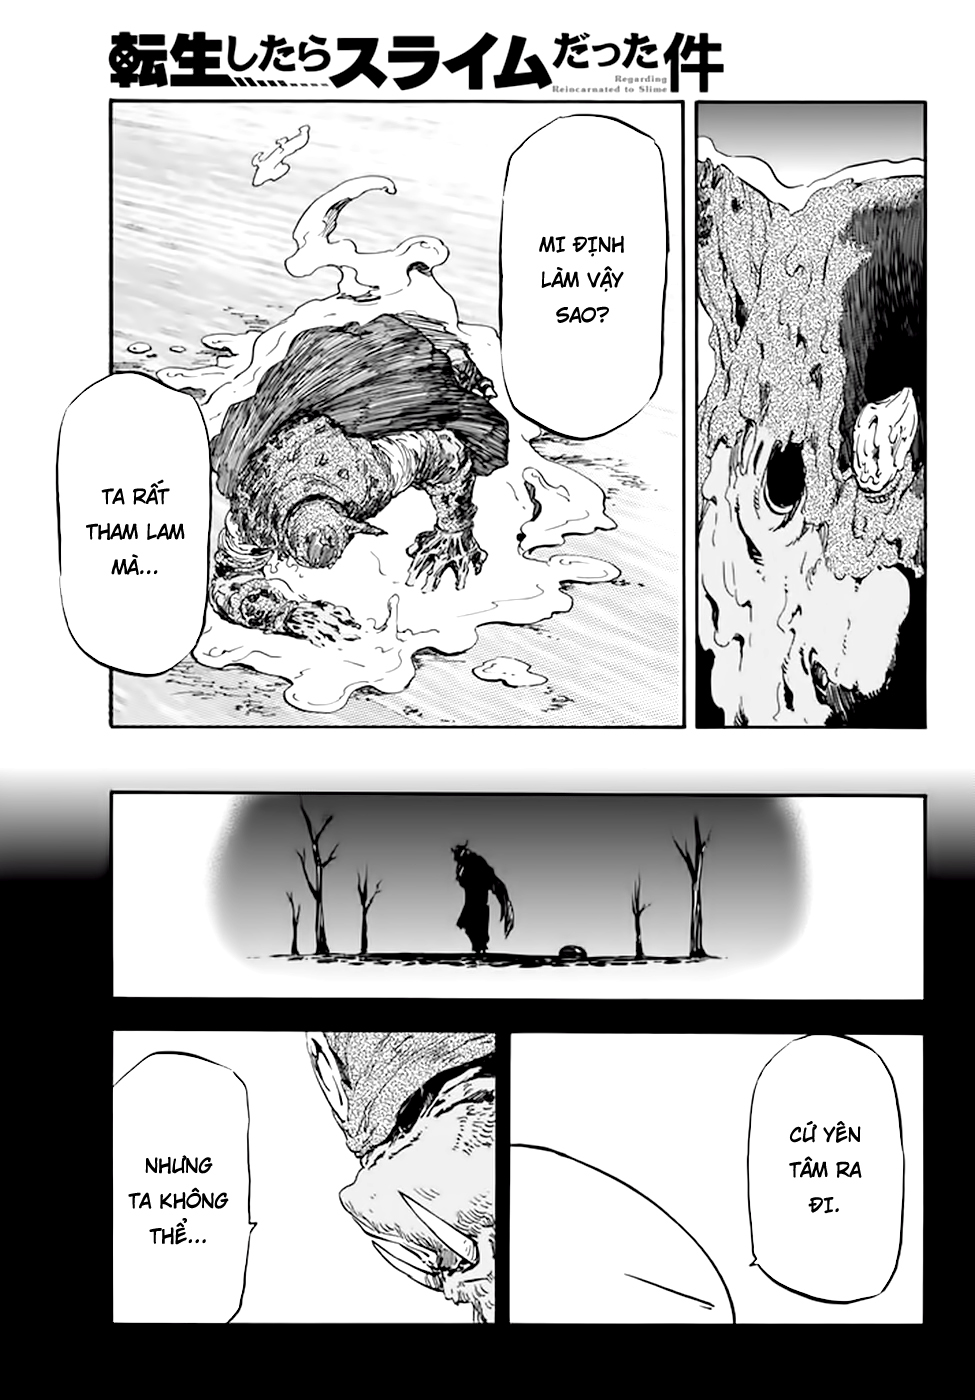 転生したらスライムだった件
Regarding
Reincarnated to Slime
MI ĐỊNH
LÀM VẬY
SAO?
TA RẤT
THAM LAM
MÀ...
CỨ YÊN
TÂM RA
ĐI.
NHƯNG
TA KHÔNG
THỂ...